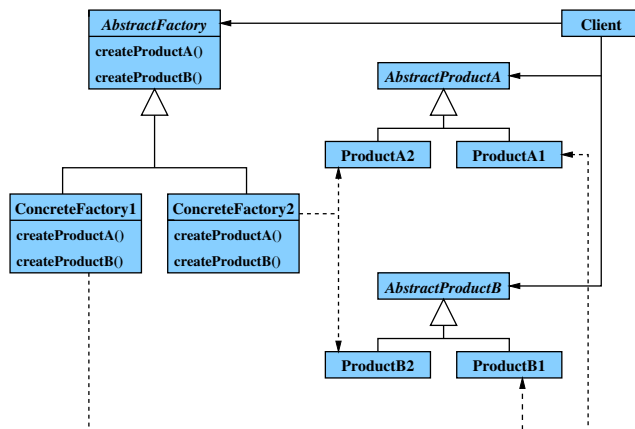 AbstractFactory
createProductA()
createProductB()
Client
AbstractProductA
ProductA2
ProductA1
ConcreteFactory1
createProductA()
createProductB()
ConcreteFactory2
createProductA()
createProductB()
AbstractProductB
ProductB2
ProductB1